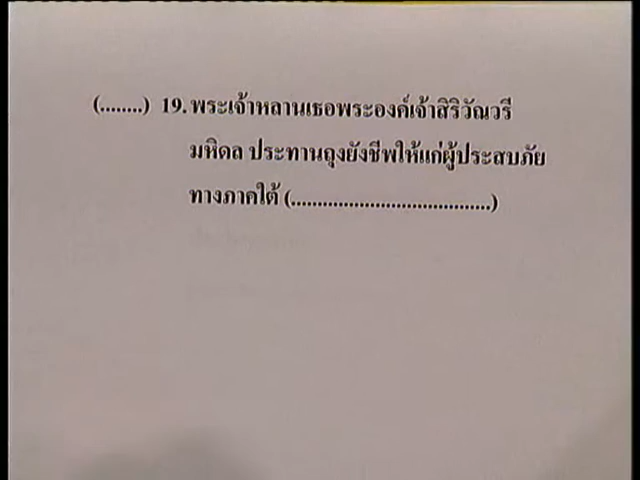 (........) 19. พระเจ้าหลานเธอพระองค์เจ้าสิริวัณวรี
มหิดล ประทานถุงยังชีพให้แก่ผู้ประสบภัย
ทางภาคใต้ (......................................)